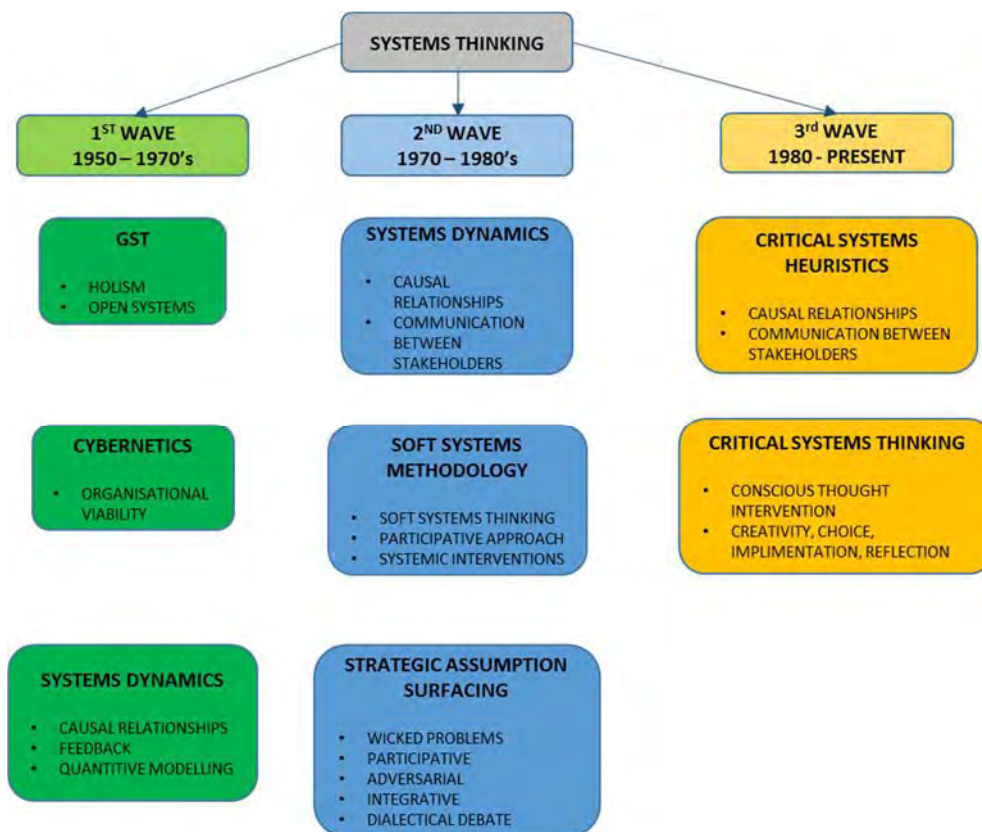 SYSTEMS THINKING
1ST WAVE
1950 – 1970's
2ND WAVE
1970 – 1980's
3rd WAVE
1980 - PRESENT
GST
• HOLISM
• OPEN SYSTEMS
SYSTEMS DYNAMICS
• CAUSAL
RELATIONSHIPS
• COMMUNICATION
BETWEEN
STAKEHOLDERS
CRITICAL SYSTEMS
HEURISTICS
• CAUSAL RELATIONSHIPS
• COMMUNICATION BETWEEN
STAKEHOLDERS
CYBERNETICS
• ORGANISATIONAL
VIABILITY
SOFT SYSTEMS
METHODOLOGY
• SOFT SYSTEMS THINKING
• PARTICIPATIVE APPROACH
• SYSTEMIC INTERVENTIONS
CRITICAL SYSTEMS THINKING
• CONSCIOUS THOUGHT
INTERVENTION
• CREATIVITY, CHOICE,
IMPLIMENTATION, REFLECTION
SYSTEMS DYNAMICS
• CAUSAL RELATIONSHIPS
• FEEDBACK
• QUANTITIVE MODELLING
STRATEGIC ASSUMPTION
SURFACING
• WICKED PROBLEMS
• PARTICIPATIVE
• ADVERSARIAL
• INTEGRATIVE
• DIALECTICAL DEBATE